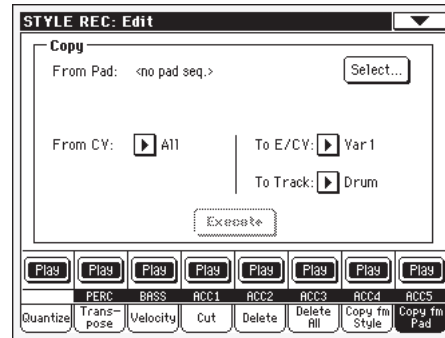 STYLE REC: Edit
Copy
From Pad: <no pad seq.> Select...
From CV: All To E/CV: Var1
To Track: Drum
Execute
Play Play Play Play Play Play Play Play
PERC BASS ACC1 ACC2 ACC3 ACC4 ACC5
Quantize Trans- Velocity Cut Delete Delete Copy fm Copy fm
pose All Style Pad